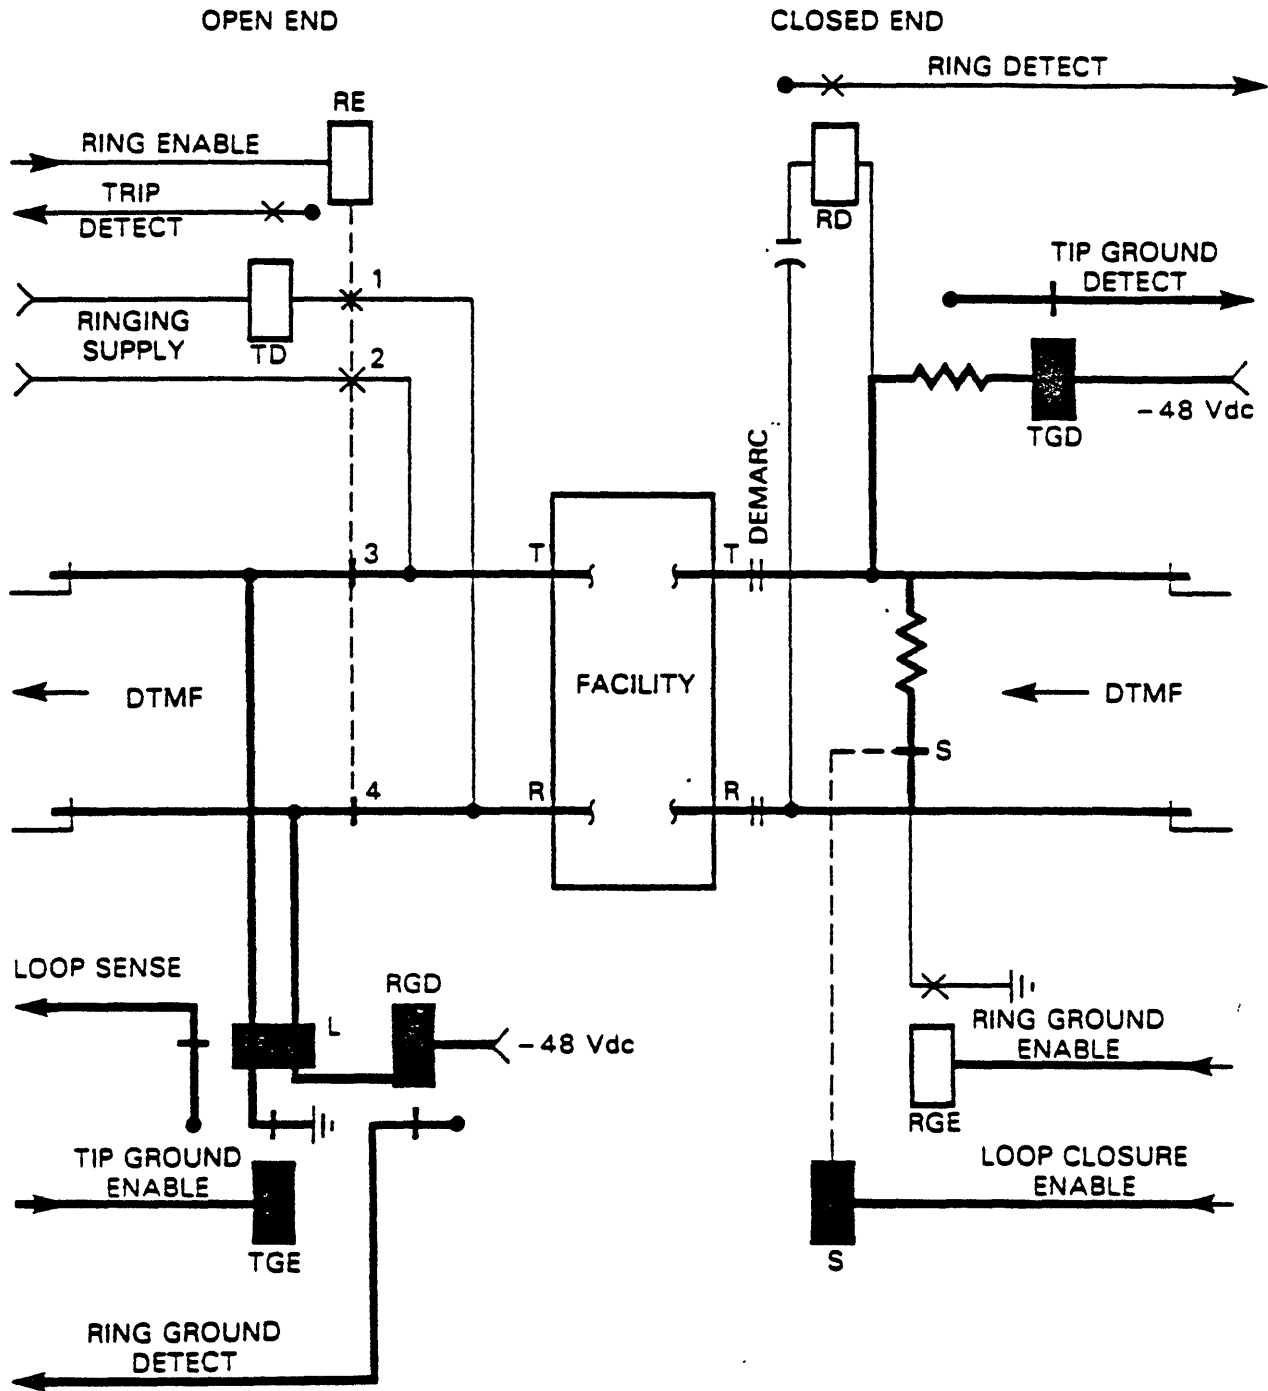 OPEN END
CLOSED END
RING DETECT
RE
RING ENABLE
TRIP
DETECT
RD
1
TIP GROUND
DETECT
RINGING
SUPPLY
TD
2
-48 Vdc
TGD
DEMARC
3
T
T
DTMF
FACILITY
DTMF
S
4
R
R
LOOP SENSE
RGD
L
-48 Vdc
RING GROUND
ENABLE
RGE
TIP GROUND
ENABLE
LOOP CLOSURE
ENABLE
TGE
S
RING GROUND
DETECT